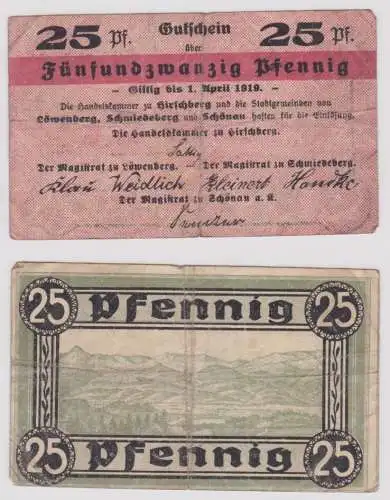 25 Pf. Gutschein 25 Pf.
über
Fünfundzwanzig Pfennig
- Gültig bis 1. April 1919. -
Die Handelskammer zu Hirschberg und die Stadtgemeinden von
Löwenberg, Schmiedeberg und Schönau haften für die Einlösung.
Die Handelskammer zu Hirschberg.
Der Magistrat zu Löwenberg. Der Magistrat zu Schmiedeberg.
Klau Weidlich Kleinert Handke
Der Magistrat zu Schönau a. K.
25 Pfennig 25
25 Pfennig 25